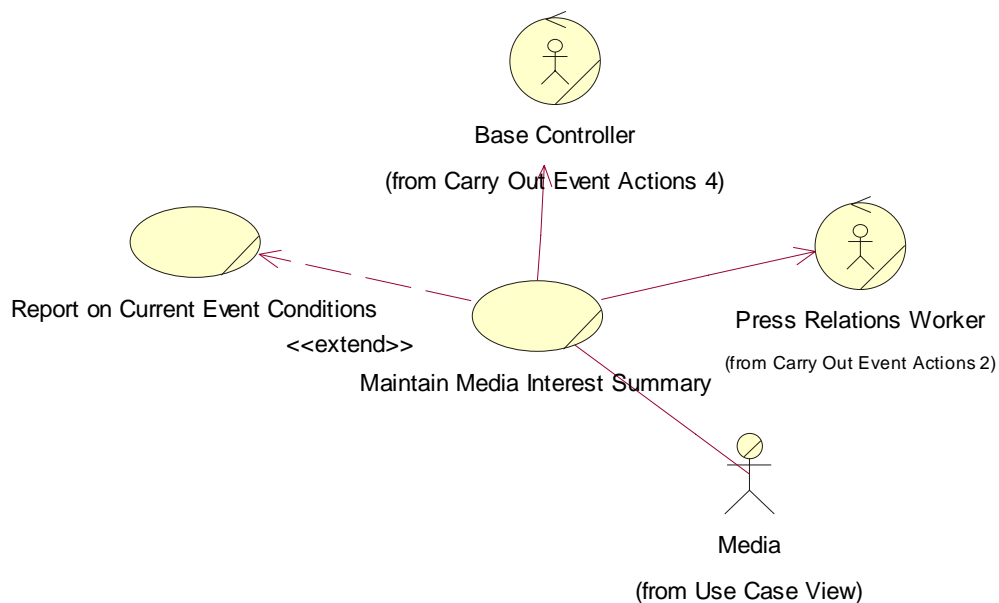 Base Controller
(from Carry Out Event Actions 4)
Report on Current Event Conditions
<<extend>>
Maintain Media Interest Summary
Press Relations Worker
(from Carry Out Event Actions 2)
Media
(from Use Case View)